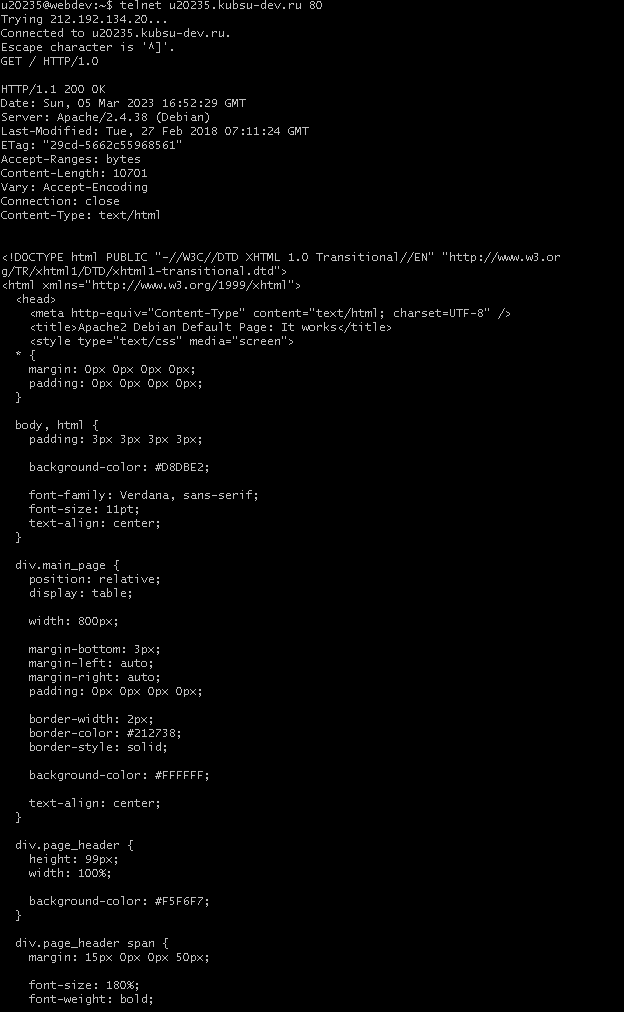 u20235@webdev:~$ telnet u20235.kubsu-dev.ru 80
Trying 212.192.134.20...
Connected to u20235.kubsu-dev.ru.
Escape character is '^]'.
GET / HTTP/1.0

HTTP/1.1 200 OK
Date: Sun, 05 Mar 2023 16:52:29 GMT
Server: Apache/2.4.38 (Debian)
Last-Modified: Tue, 27 Feb 2018 07:11:24 GMT
ETag: "29cd-5662c55968561"
Accept-Ranges: bytes
Content-Length: 10701
Vary: Accept-Encoding
Connection: close
Content-Type: text/html


<!DOCTYPE html PUBLIC "-//W3C//DTD XHTML 1.0 Transitional//EN" "http://www.w3.or
g/TR/xhtml1/DTD/xhtml1-transitional.dtd">
<html xmlns="http://www.w3.org/1999/xhtml">
  <head>
    <meta http-equiv="Content-Type" content="text/html; charset=UTF-8" />
    <title>Apache2 Debian Default Page: It works</title>
    <style type="text/css" media="screen">
  * {
    margin: 0px 0px 0px 0px;
    padding: 0px 0px 0px 0px;
  }

  body, html {
    padding: 3px 3px 3px 3px;

    background-color: #D8DBE2;

    font-family: Verdana, sans-serif;
    font-size: 11pt;
    text-align: center;
  }

  div.main_page {
    position: relative;
    display: table;

    width: 800px;

    margin-bottom: 3px;
    margin-left: auto;
    margin-right: auto;
    padding: 0px 0px 0px 0px;

    border-width: 2px;
    border-color: #212738;
    border-style: solid;

    background-color: #FFFFFF;

    text-align: center;
  }

  div.page_header {
    height: 99px;
    width: 100%;

    background-color: #F5F6F7;
  }

  div.page_header span {
    margin: 15px 0px 0px 50px;

    font-size: 180%;
    font-weight: bold;